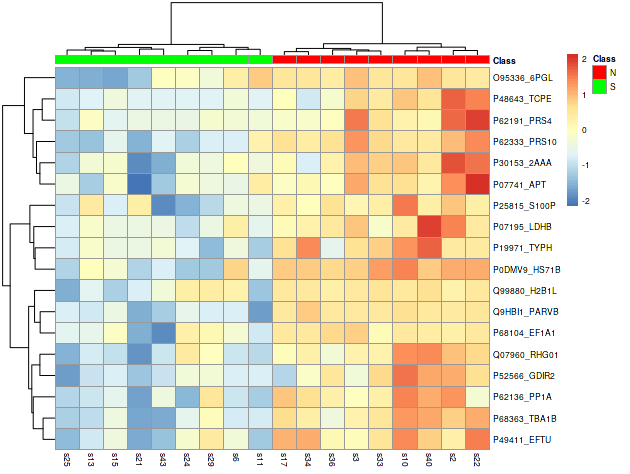 Class
O95336_6PGL
P48643_TCPE
P62191_PRS4
P62333_PRS10
P30153_2AAA
P07741_APT
P25815_S100P
P07195_LDHB
P19971_TYPH
P0DMV9_HS71B
Q99880_H2B1L
Q9HBI1_PARVB
P68104_EF1A1
Q07960_RHG01
P52566_GDIR2
P62136_PP1A
P68363_TBA1B
P49411_EFTU
s25 s13 s15 s21 s43 s24 s29 s6 s11 s17 s34 s36 s3 s33 s10 s40 s2 s22
2
1
0
-1
-2
Class
N
S